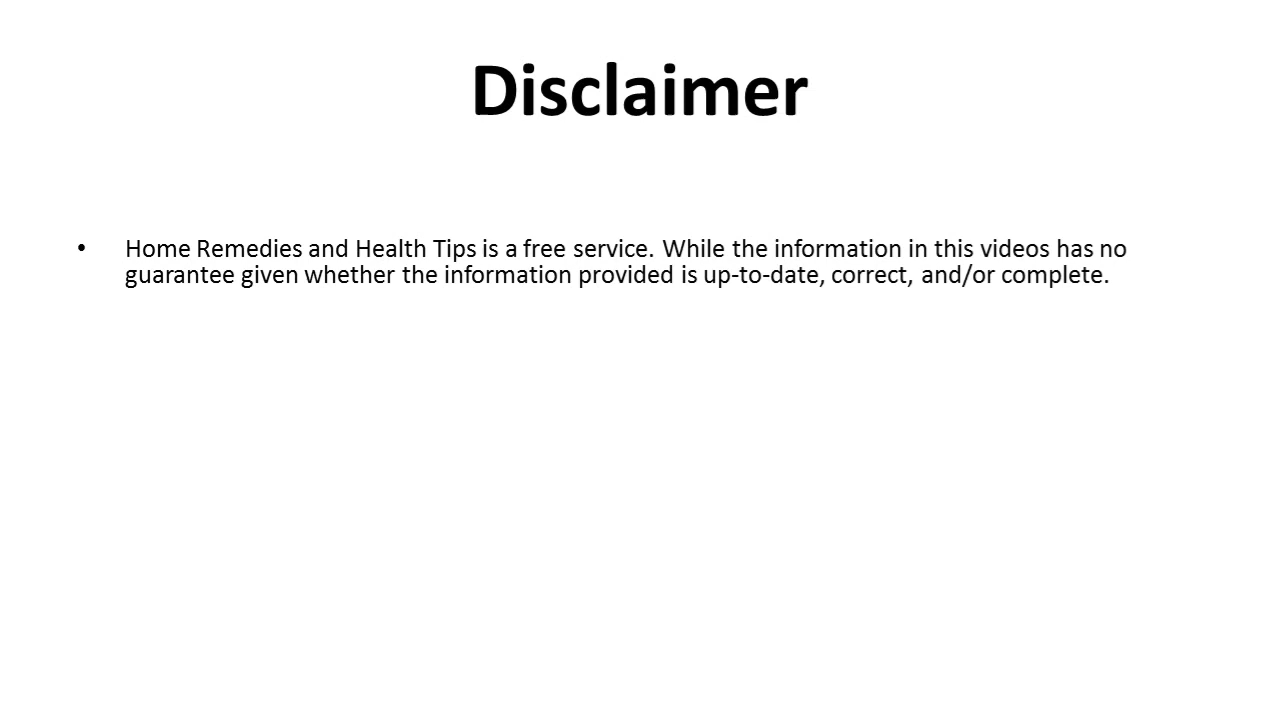 Disclaimer
• Home Remedies and Health Tips is a free service. While the information in this videos has no
guarantee given whether the information provided is up-to-date, correct, and/or complete.